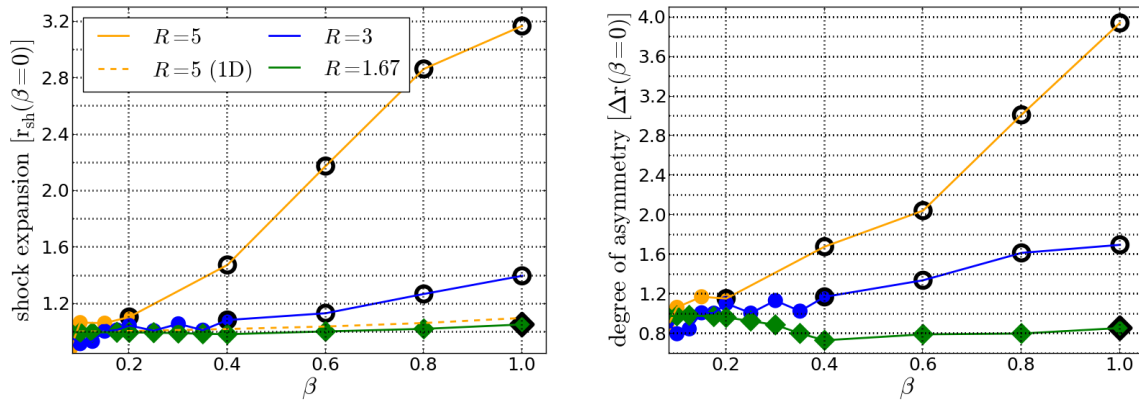 shock expansion [r_sh(β=0)]
3.2
2.8
2.4
2.0
1.6
1.2
R=5
R=5 (1D)
R=3
R=1.67
0.2 0.4 0.6 0.8 1.0
β
degree of asymmetry [Δr(β=0)]
4.0
3.6
3.2
2.8
2.4
2.0
1.6
1.2
0.8
0.2 0.4 0.6 0.8 1.0
β